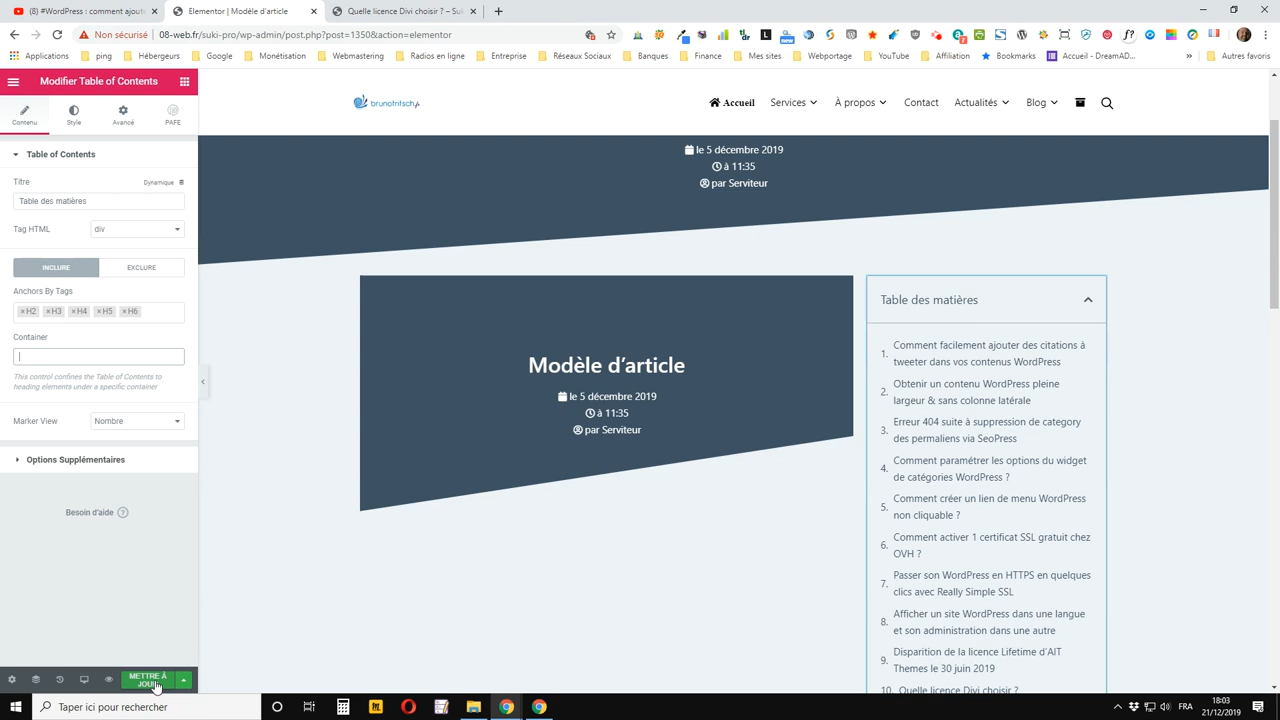 (8) #WordPress : comment ajoute
Elementor | Modèle d'article
Quelle licence Divi choisir ? – Suk
Non sécurisé | 08-web.fr/suki-pro/wp-admin/post.php?post=1350&action=elementor
Applications ping Hébergeurs Google Monétisation Webmastering Radios en ligne Entreprise Réseaux Sociaux Banques Finance Mes sites Webportage YouTube Affiliation Bookmarks Accueil - DreamAD... » Autres favoris
Modifier Table of Contents
Contenu Style Avancé PAFE
Table of Contents
Titre Dynamique
Table des matières
Tag HTML div
INCLURE EXCLURE
Anchors By Tags
×H2 ×H3 ×H4 ×H5 ×H6
Container
This control confines the Table of Contents to
heading elements under a specific container
Marker View Nombre
Options Supplémentaires
Besoin d'aide ?
METTRE À
JOUR
brunotritsch.fr
Accueil Services À propos Contact Actualités Blog
le 5 décembre 2019
à 11:35
par Serviteur
Modèle d'article
le 5 décembre 2019
à 11:35
par Serviteur
Table des matières
1. Comment facilement ajouter des citations à
tweeter dans vos contenus WordPress
2. Obtenir un contenu WordPress pleine
largeur & sans colonne latérale
3. Erreur 404 suite à suppression de category
des permaliens via SeoPress
4. Comment paramétrer les options du widget
de catégories WordPress ?
5. Comment créer un lien de menu WordPress
non cliquable ?
6. Comment activer 1 certificat SSL gratuit chez
OVH ?
7. Passer son WordPress en HTTPS en quelques
clics avec Really Simple SSL
8. Afficher un site WordPress dans une langue
et son administration dans une autre
9. Disparition de la licence Lifetime d'AIT
Themes le 30 juin 2019
10. Quelle licence Divi choisir ?
Taper ici pour rechercher
FRA
18:03
21/12/2019